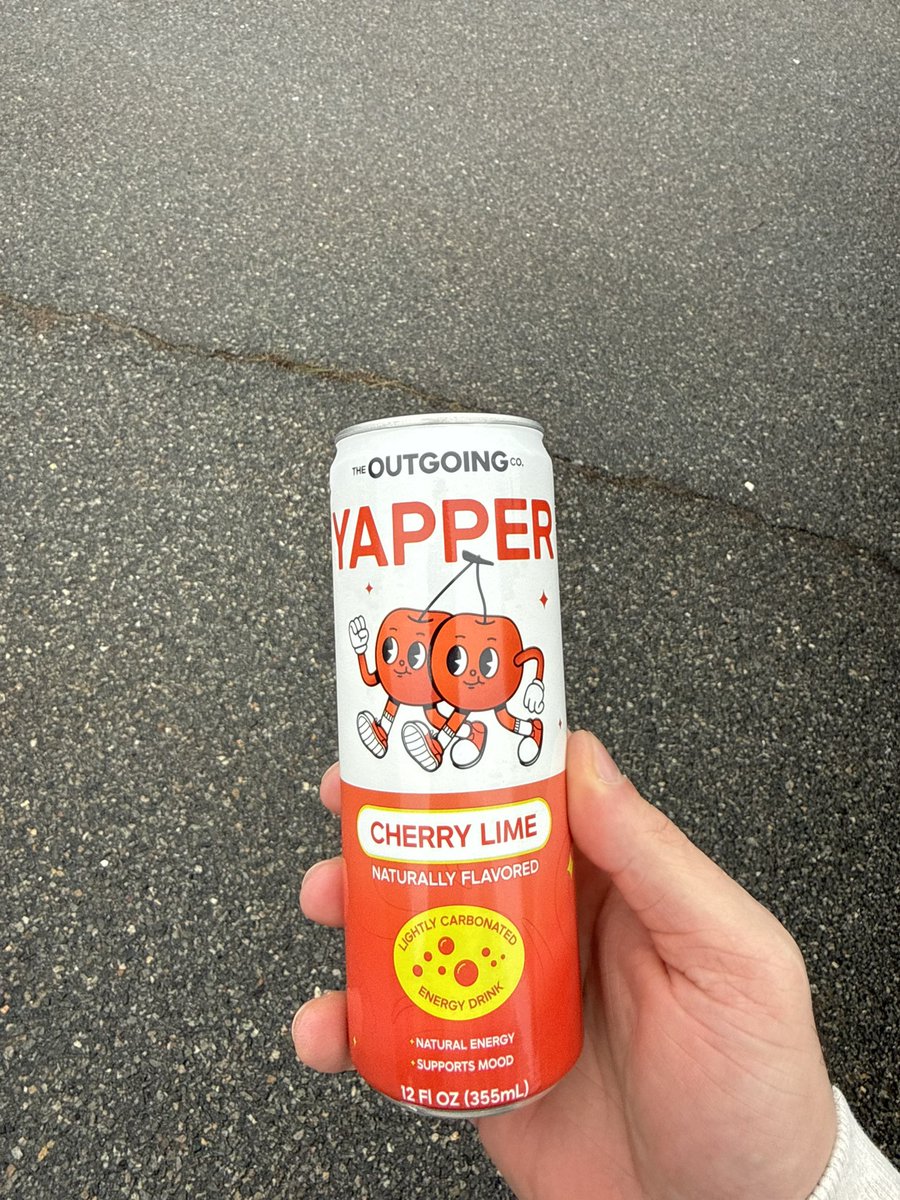 THE OUTGOING CO.
YAPPER
CHERRY LIME
NATURALLY FLAVORED
LIGHTLY CARBONATED
ENERGY DRINK
NATURAL ENERGY
SUPPORTS MOOD
12 Fl OZ (355mL)